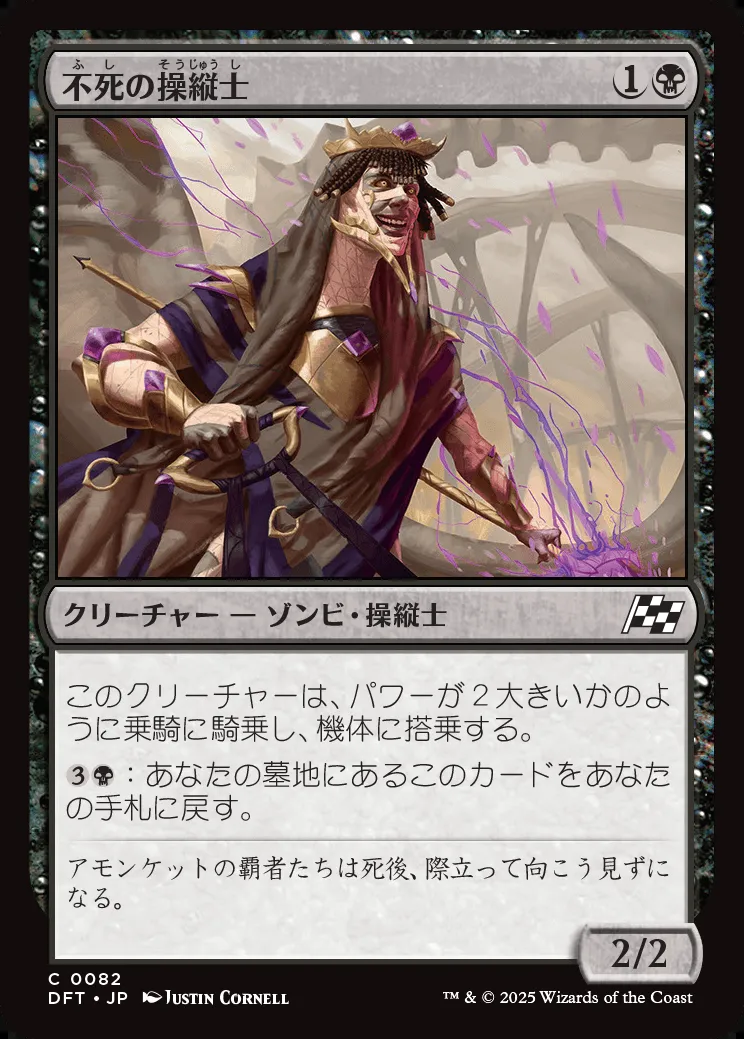 不死の操縦士
ふし そうじゅうし
1
クリーチャー — ゾンビ・操縦士
このクリーチャーは、パワーが２大きいかのよ
うに乗騎に騎乗し、機体に搭乗する。
3：あなたの墓地にあるこのカードをあなた
の手札に戻す。
アモンケットの覇者たちは死後、際立って向こう見ずに
なる。
2/2
C 0082
DFT • JP Justin Cornell
™ & © 2025 Wizards of the Coast